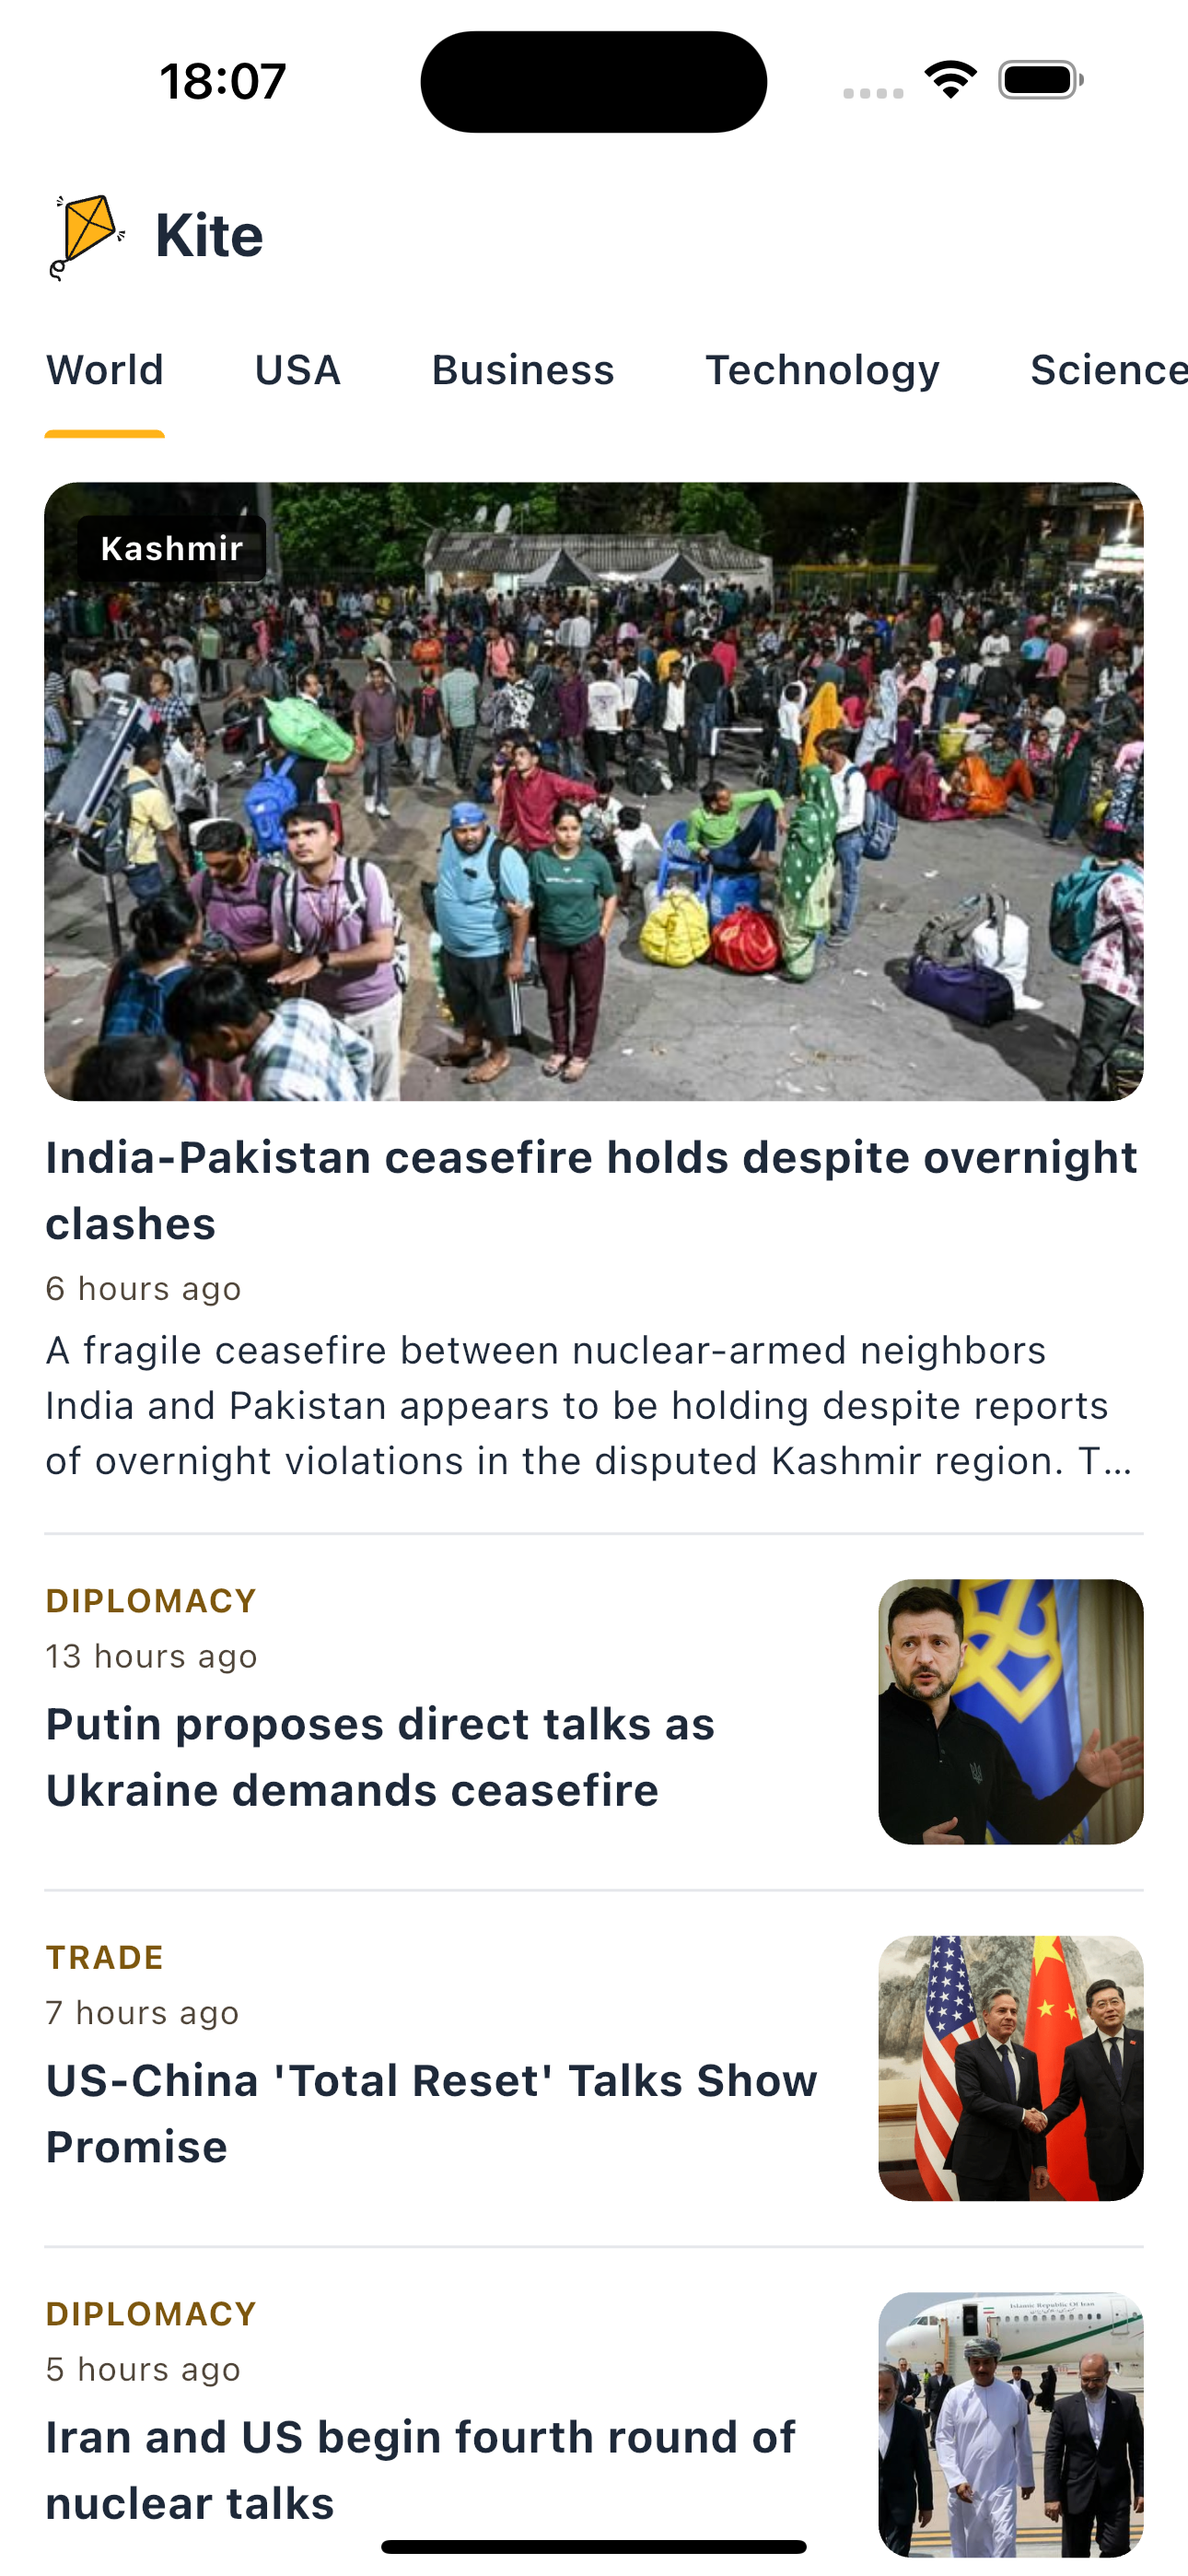 18:07
Kite
World USA Business Technology Science
Kashmir
India-Pakistan ceasefire holds despite overnight
clashes
6 hours ago
A fragile ceasefire between nuclear-armed neighbors
India and Pakistan appears to be holding despite reports
of overnight violations in the disputed Kashmir region. T...
DIPLOMACY
13 hours ago
Putin proposes direct talks as
Ukraine demands ceasefire
TRADE
7 hours ago
US-China 'Total Reset' Talks Show
Promise
DIPLOMACY
5 hours ago
Islamic Republic Of Iran
Iran and US begin fourth round of
nuclear talks